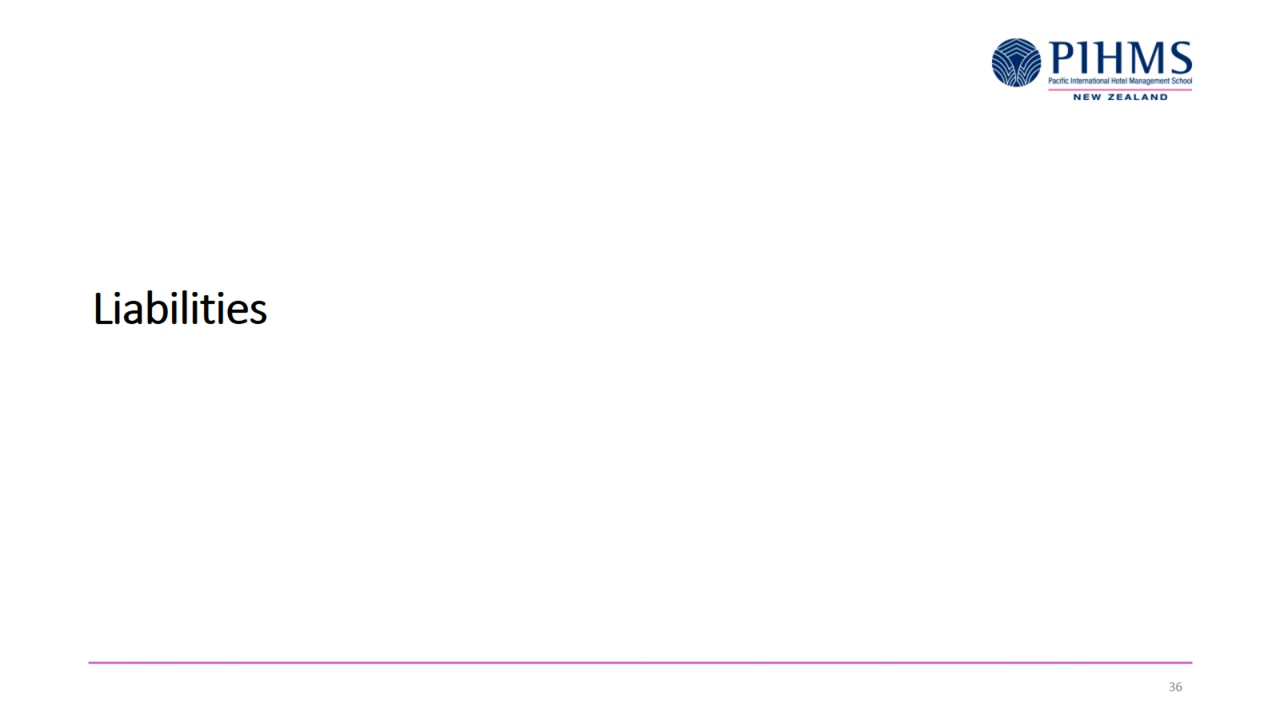 PIHMS
Pacific International Hotel Management School
NEW ZEALAND
Liabilities
36